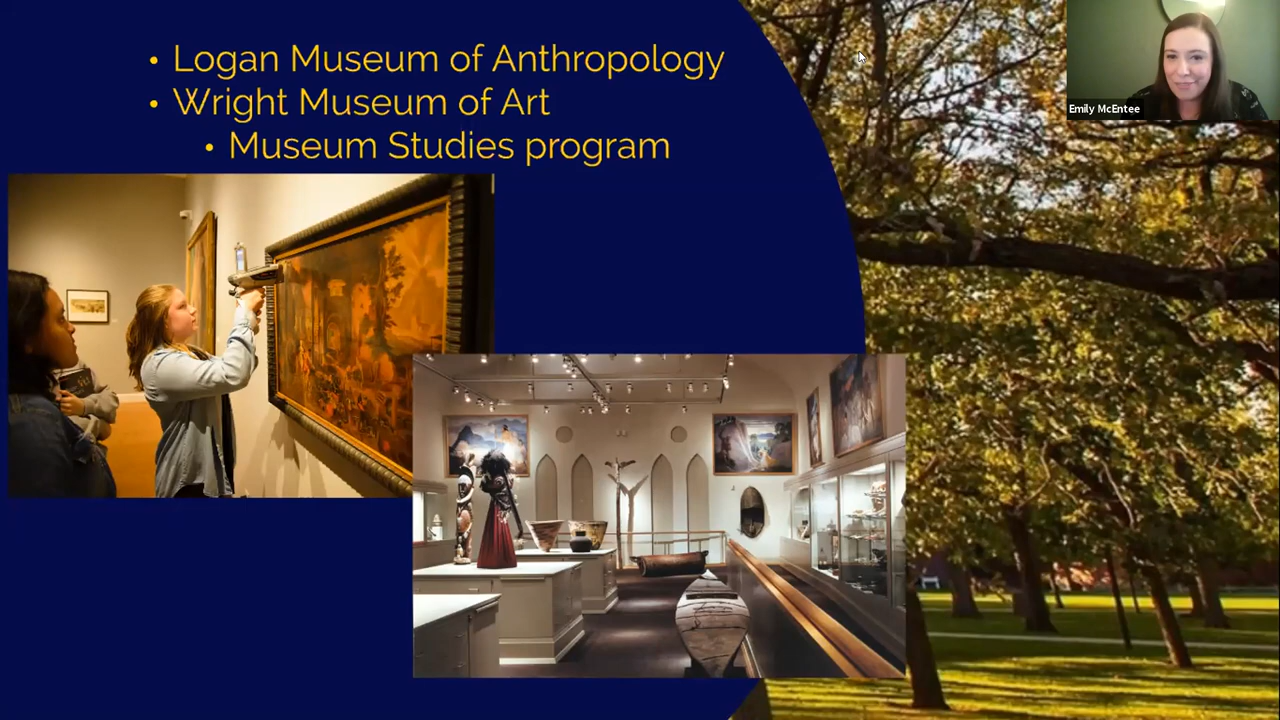 • Logan Museum of Anthropology
• Wright Museum of Art
• Museum Studies program
Emily McEntee